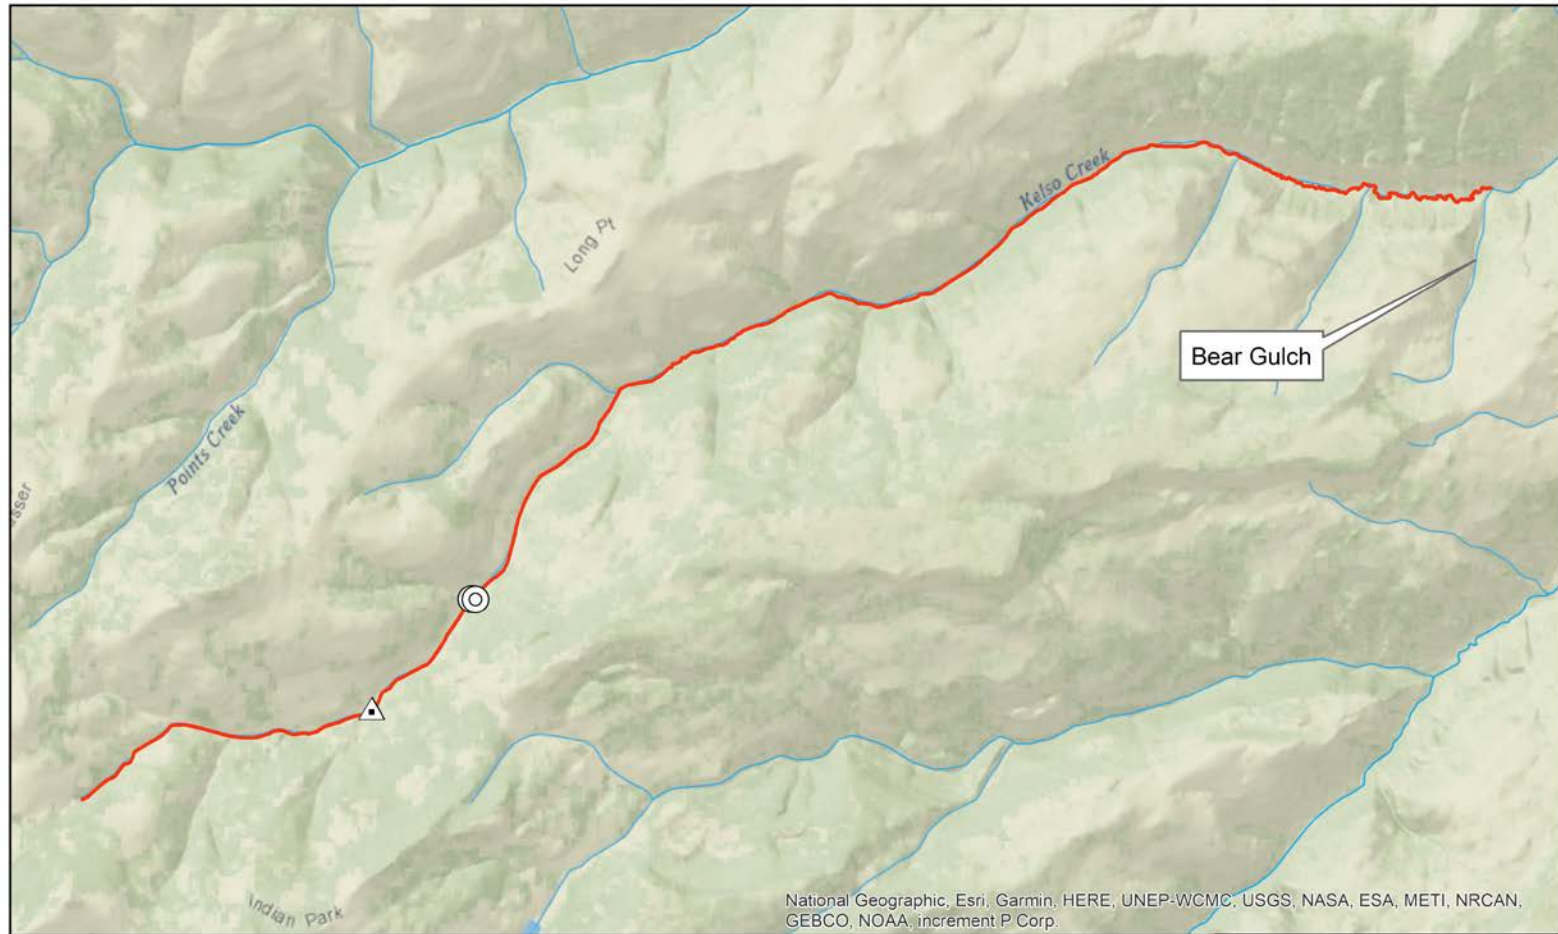 Kelso Creek
Long Pt
Bear Gulch
Points Creek
sser
Indian Park
National Geographic, Esri, Garmin, HERE, UNEP-WCMC, USGS, NASA, ESA, METI, NRCAN,
GEBCO, NOAA, increment P Corp.